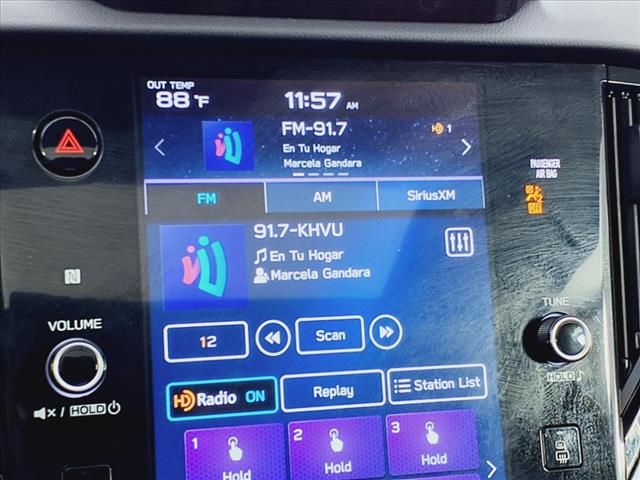 OUT TEMP
88 °F
11:57 AM
FM-91.7
HD 1
En Tu Hogar
Marcela Gandara
FM
AM
SiriusXM
91.7-KHVU
En Tu Hogar
Marcela Gandara
12
Scan
HD Radio ON
Replay
Station List
1
Hold
2
Hold
3
Hold
VOLUME
/ HOLD
PASSENGER
AIR BAG
TUNE
HOLD